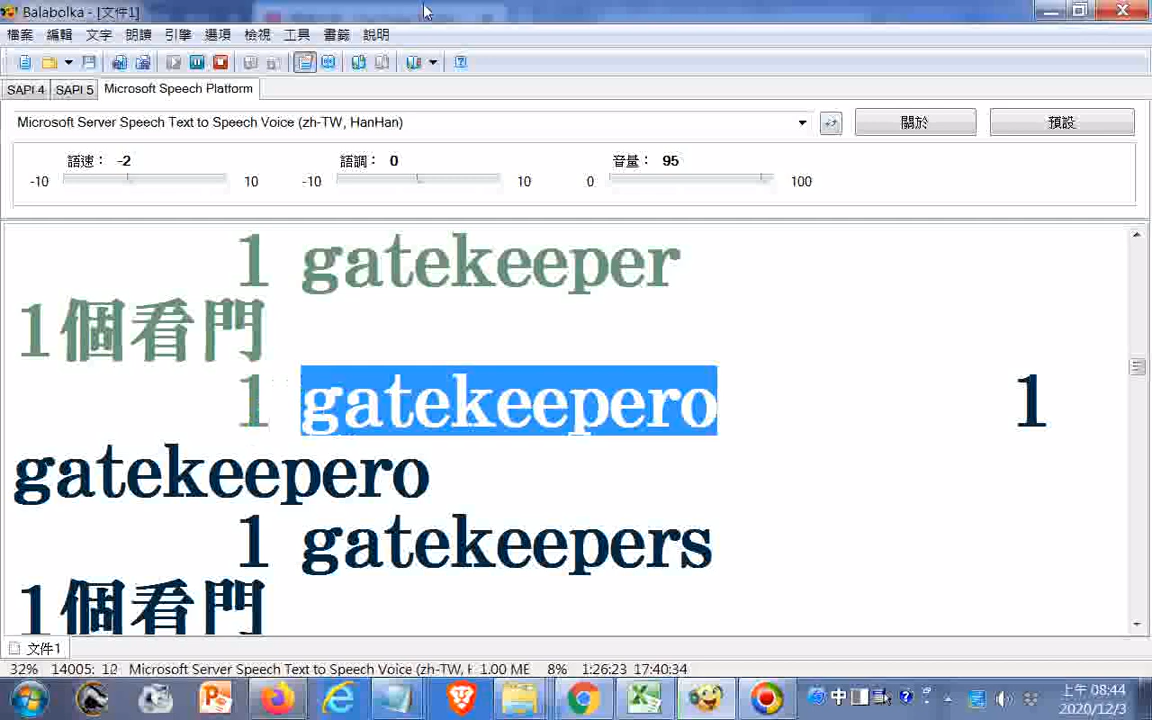 Balabolka - [文件1]
檔案 編輯 文字 朗讀 引擎 選項 檢視 工具 書籤 說明
SAPI 4 SAPI 5 Microsoft Speech Platform
Microsoft Server Speech Text to Speech Voice (zh-TW, HanHan) 關於 預設
語速： -2 語調： 0 音量： 95
-10 10 -10 10 0 100
1 gatekeeper
1個看門
1 gatekeepero 1
gatekeepero
1 gatekeepers
1個看門
文件1
32% 14005: 12 Microsoft Server Speech Text to Speech Voice (zh-TW, H 1.00 ME 8% 1:26:23 17:40:34
中 上午 08:44
2020/12/3